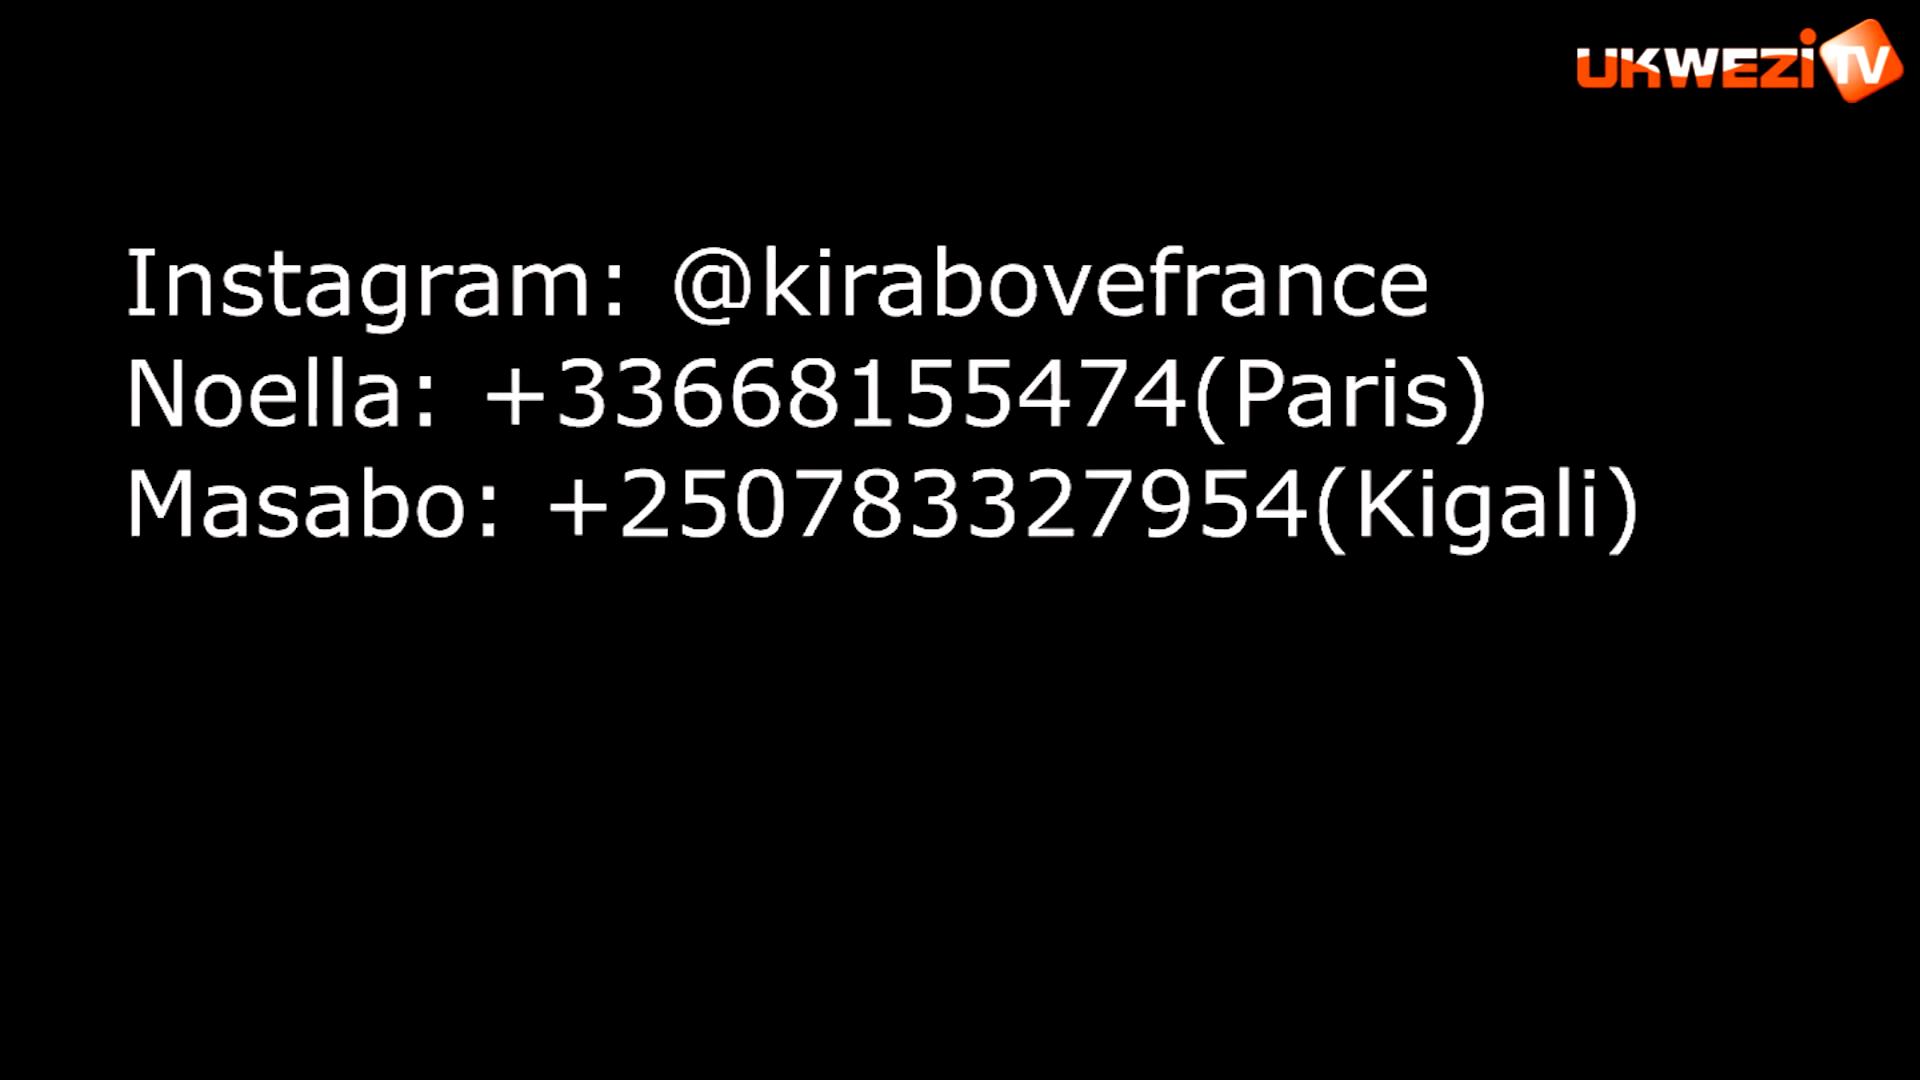 UKWEZI TV
Instagram: @kirabovefrance
Noella: +33668155474(Paris)
Masabo: +250783327954(Kigali)